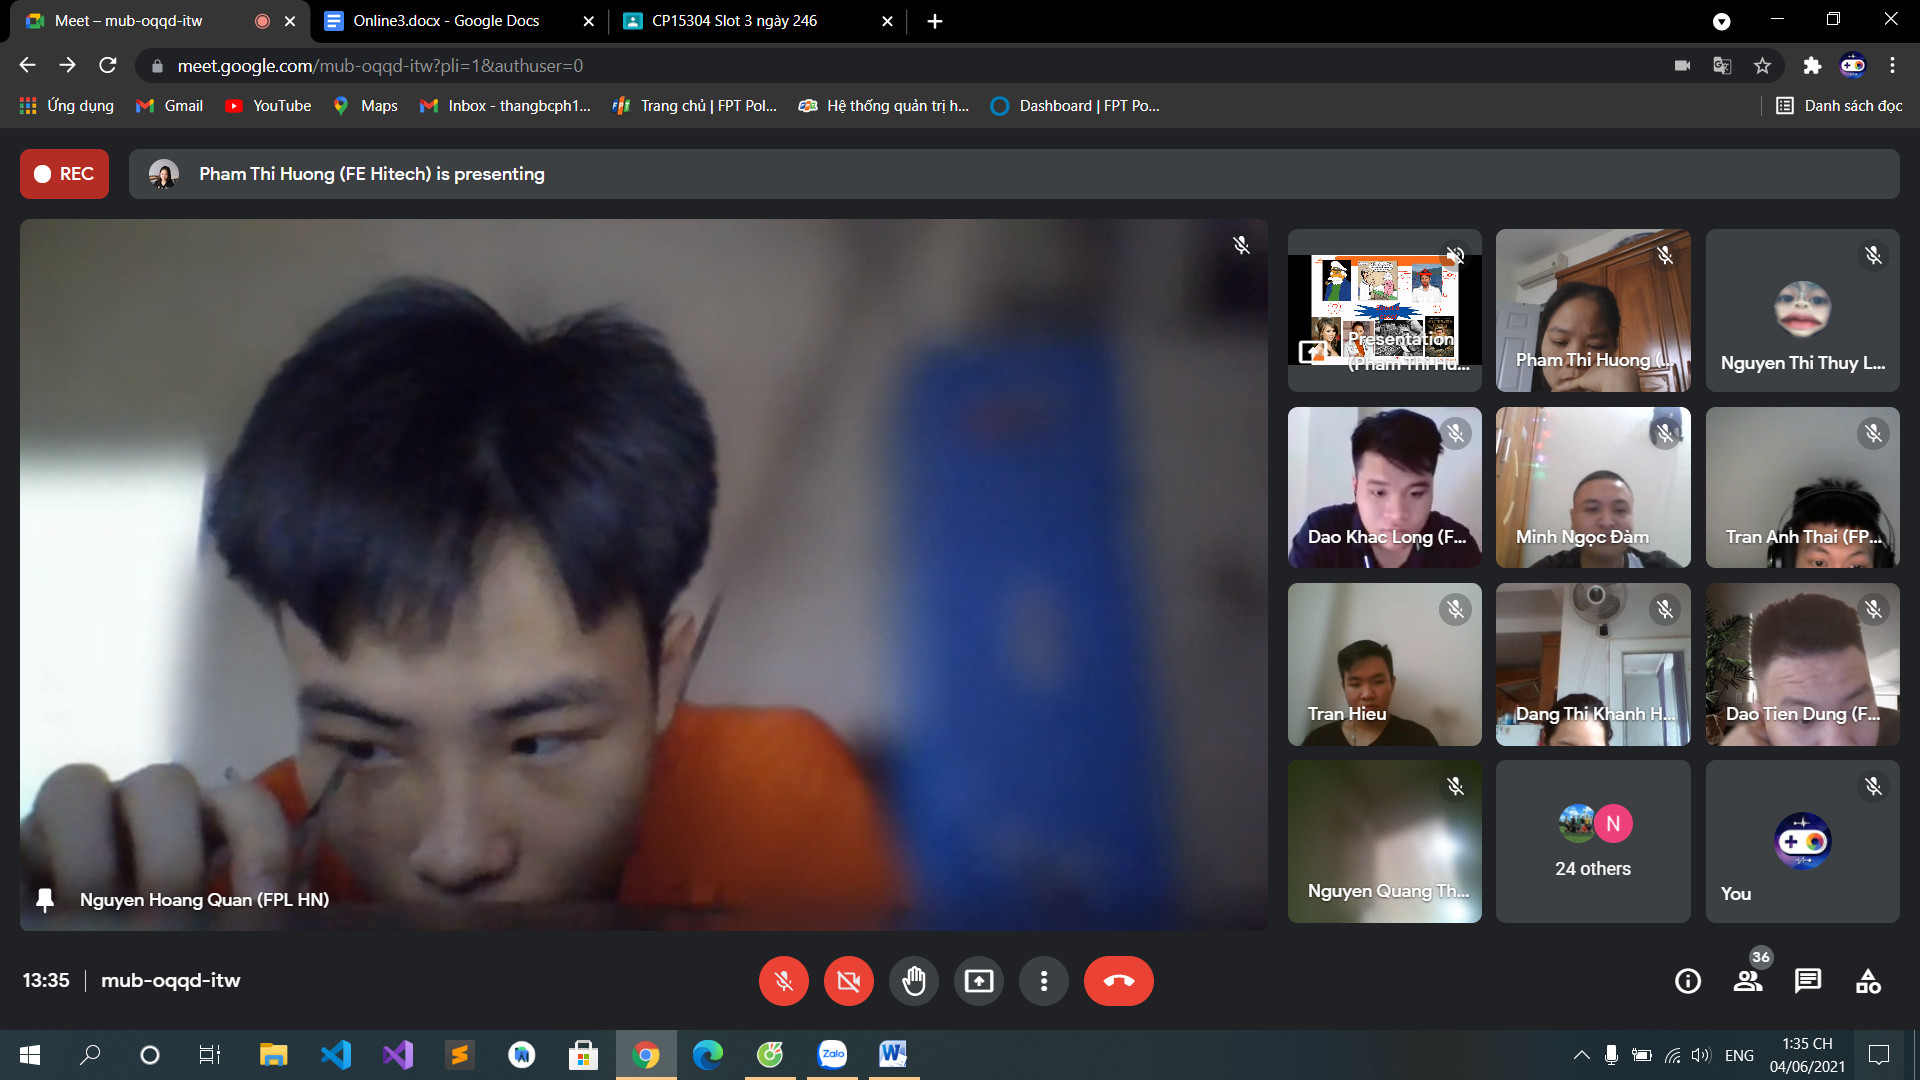 Meet – mub-oqqd-itw
Online3.docx - Google Docs
CP15304 Slot 3 ngày 246
meet.google.com/mub-oqqd-itw?pli=1&authuser=0
Ứng dụng
Gmail
YouTube
Maps
Inbox - thangbcph1...
Trang chủ | FPT Pol...
Hệ thống quản trị h...
Dashboard | FPT Po...
Danh sách đọc
REC
Pham Thi Huong (FE Hitech) is presenting
Presentation
(Pham Thi Hu...
Pham Thi Huong (...
Nguyen Thi Thuy L...
Dao Khac Long (F...
Minh Ngọc Đàm
Tran Anh Thai (FP...
Tran Hieu
Dang Thi Khanh H...
Dao Tien Dung (F...
Nguyen Quang Th...
N
24 others
You
Nguyen Hoang Quan (FPL HN)
13:35
mub-oqqd-itw
36
Zalo
W
ENG
1:35 CH
04/06/2021